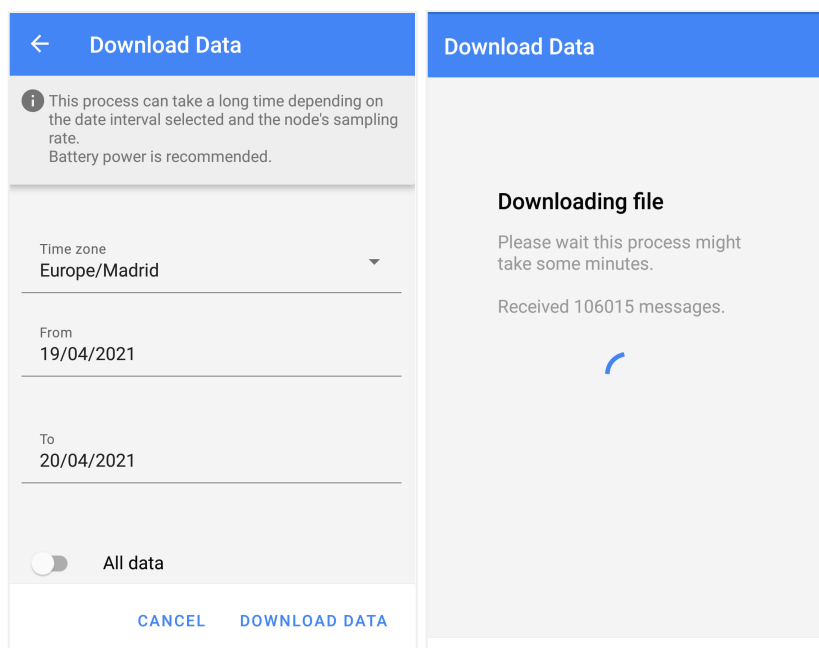 Download Data
This process can take a long time depending on
the date interval selected and the node's sampling
rate.
Battery power is recommended.
Time zone
Europe/Madrid
From
19/04/2021
To
20/04/2021
All data
CANCEL DOWNLOAD DATA
Download Data
Downloading file
Please wait this process might
take some minutes.
Received 106015 messages.